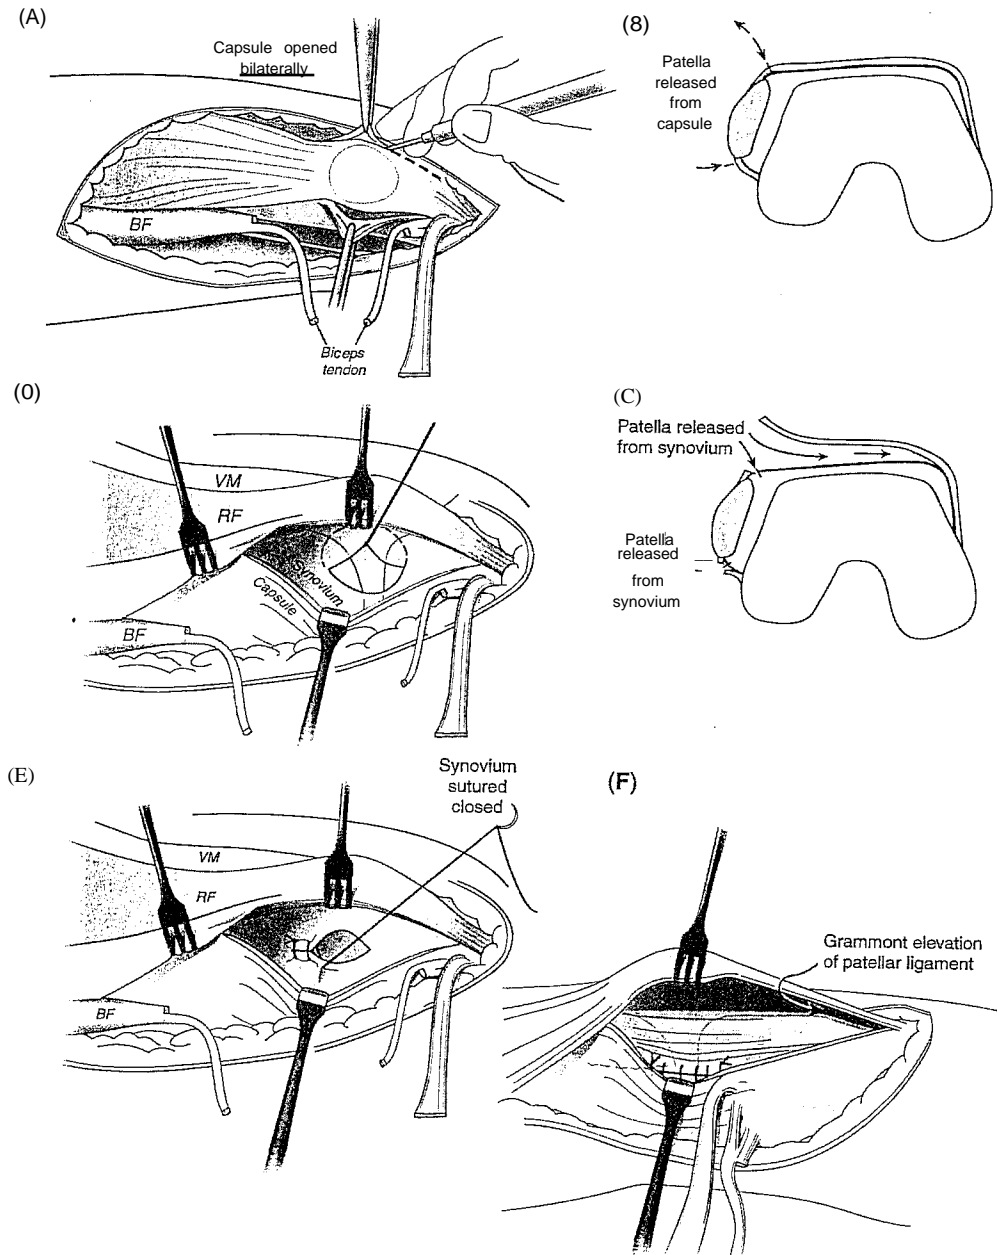 (A)
Capsule opened
bilaterally
BF
Biceps
tendon
(8)
Patella
released
from
capsule
(0)
VM
RF
Synovium
Capsule
BF
(C)
Patella released
from synovium
Patella
released
from
synovium
(E)
Synovium
sutured
closed
VM
RF
BF
(F)
Grammont elevation
of patellar ligament